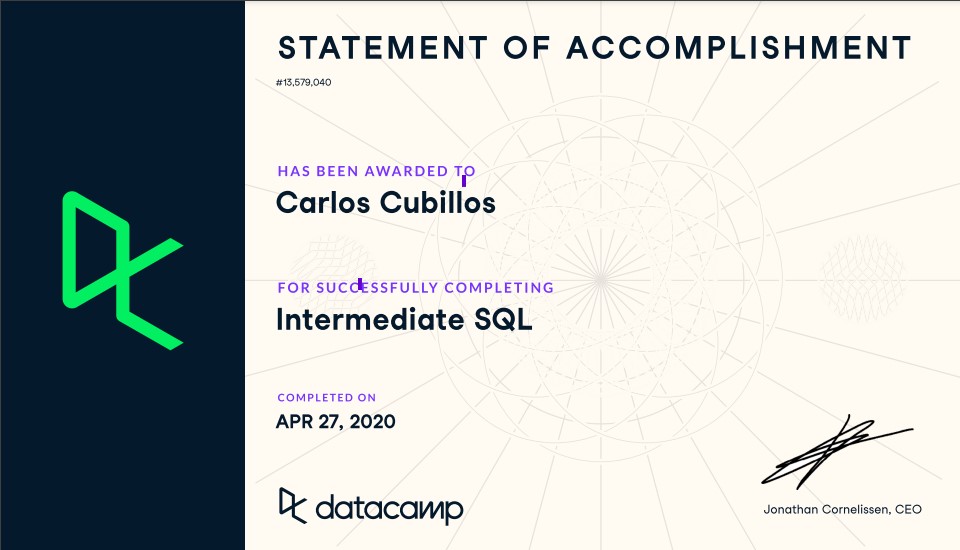 STATEMENT OF ACCOMPLISHMENT
#13,579,040
HAS BEEN AWARDED TO
Carlos Cubillos
FOR SUCCESSFULLY COMPLETING
Intermediate SQL
COMPLETED ON
APR 27, 2020
datacamp
Jonathan Cornelissen, CEO